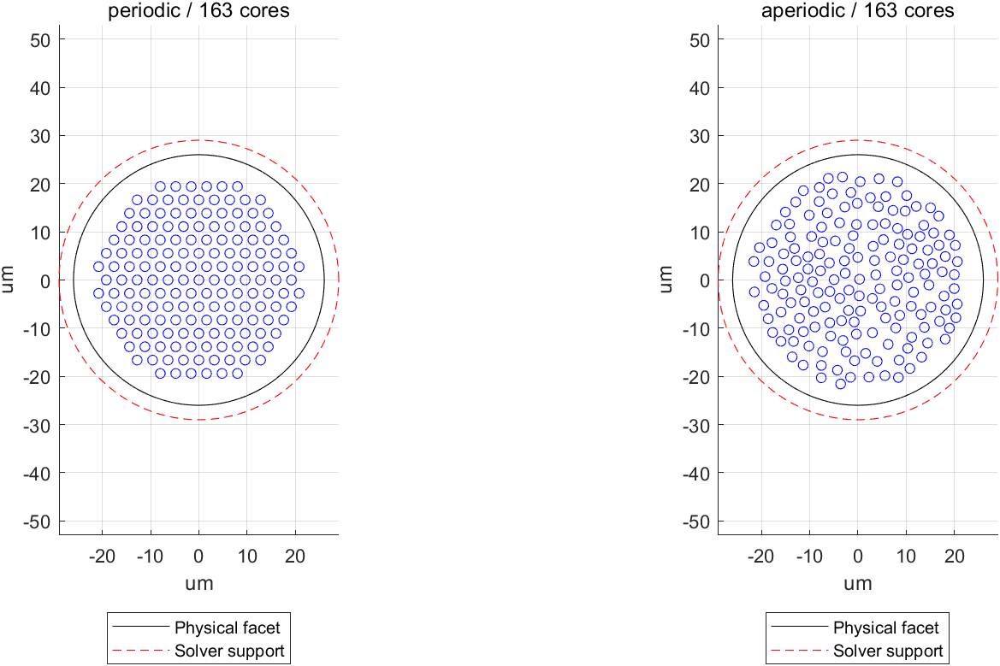 periodic / 163 cores
50
40
30
20
10
0
-10
-20
-30
-40
-50
um
-20 -10 0 10 20
um
Physical facet
Solver support
aperiodic / 163 cores
50
40
30
20
10
0
-10
-20
-30
-40
-50
um
-20 -10 0 10 20
um
Physical facet
Solver support